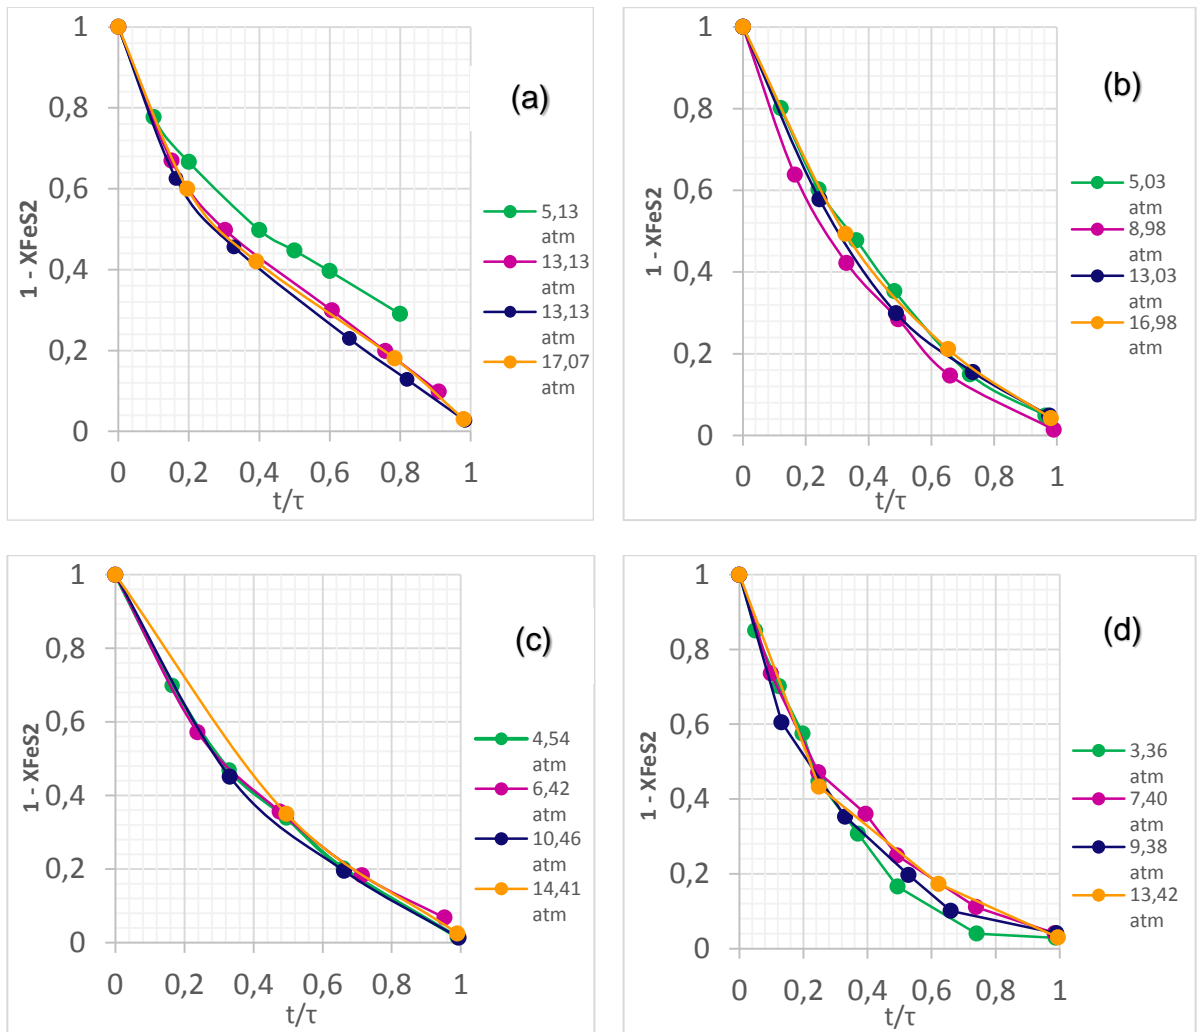 1
0,8
0,6
0,4
0,2
0
0 0,2 0,4 0,6 0,8 1
1 - XFeS2
t/τ
(a)
5,13
atm
13,13
atm
13,13
atm
17,07
atm
1
0,8
0,6
0,4
0,2
0
0 0,2 0,4 0,6 0,8 1
1 - XFeS2
t/τ
(b)
5,03
atm
8,98
atm
13,03
atm
16,98
atm
1
0,8
0,6
0,4
0,2
0
0 0,2 0,4 0,6 0,8 1
1 - XFeS2
t/τ
(c)
4,54
atm
6,42
atm
10,46
atm
14,41
atm
1
0,8
0,6
0,4
0,2
0
0 0,2 0,4 0,6 0,8 1
1 - XFeS2
t/τ
(d)
3,36
atm
7,40
atm
9,38
atm
13,42
atm